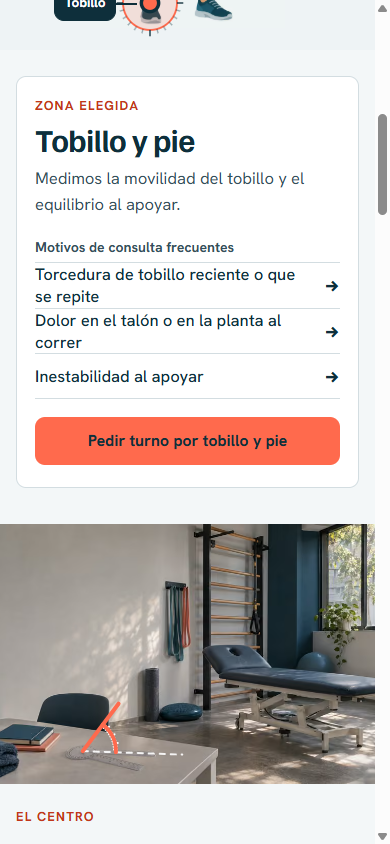 Tobillo
ZONA ELEGIDA
Tobillo y pie
Medimos la movilidad del tobillo y el
equilibrio al apoyar.
Motivos de consulta frecuentes
Torcedura de tobillo reciente o que
se repite
Dolor en el talón o en la planta al
correr
Inestabilidad al apoyar
Pedir turno por tobillo y pie
EL CENTRO